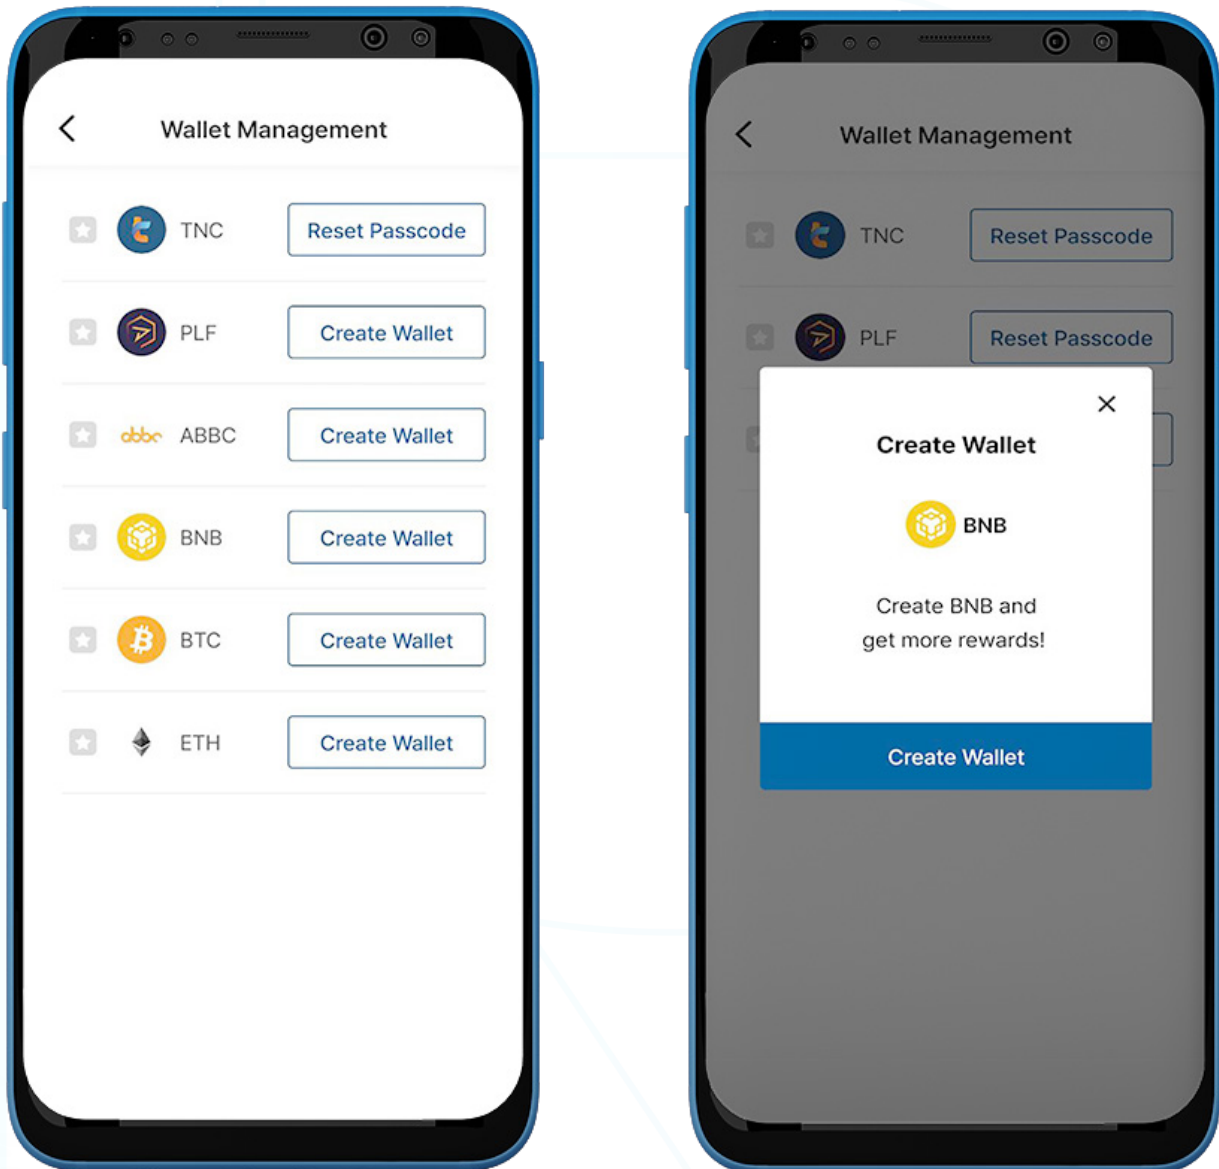 Wallet Management
TNC Reset Passcode
PLF Create Wallet
abbc ABBC Create Wallet
BNB Create Wallet
BTC Create Wallet
ETH Create Wallet
Wallet Management
TNC Reset Passcode
PLF Reset Passcode
Create Wallet
BNB
Create BNB and
get more rewards!
Create Wallet